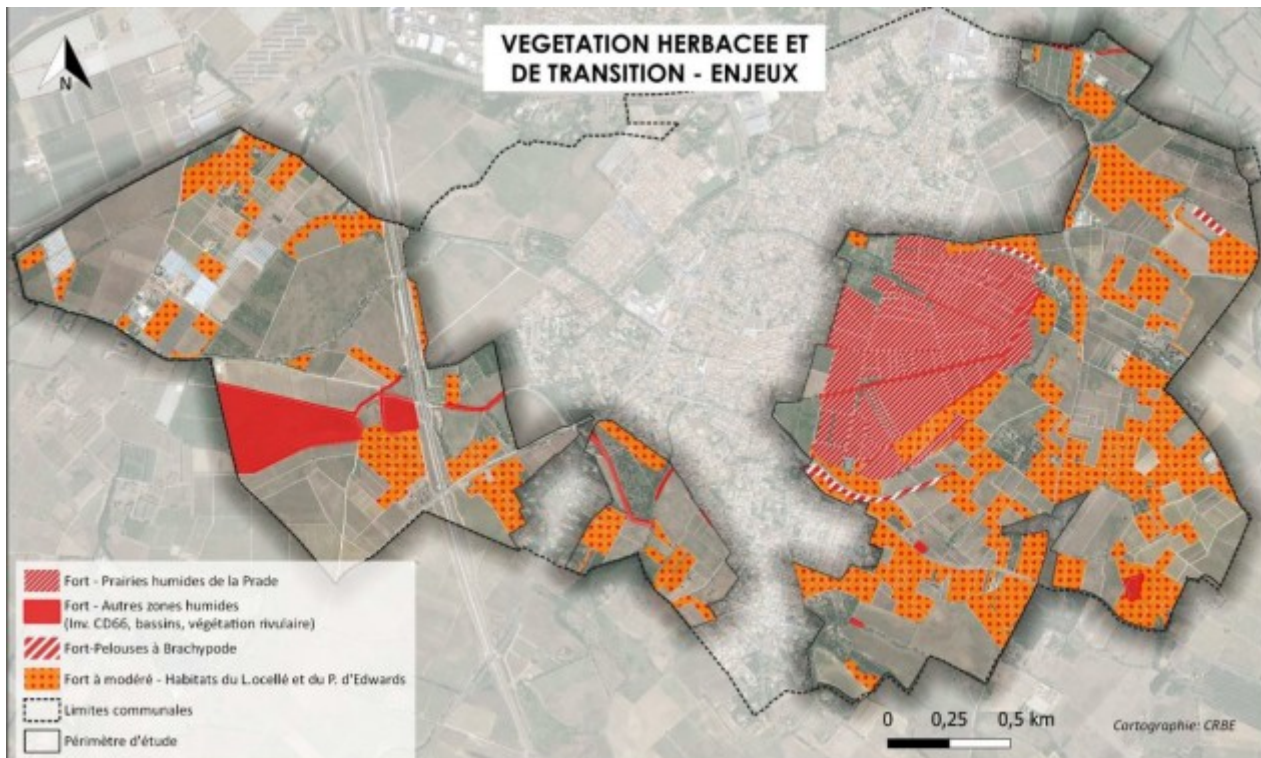 VEGETATION HERBACEE ET
DE TRANSITION - ENJEUX
N
Fort - Prairies humides de la Prade
Fort - Autres zones humides
(Inv. CD66, bassins, végétation rivulaire)
Fort-Pelouses à Brachypode
Fort à modéré - Habitats du L.ocellé et du P. d'Edwards
Limites communales
Périmètre d'étude
0 0,25 0,5 km
Cartographie: CRBE